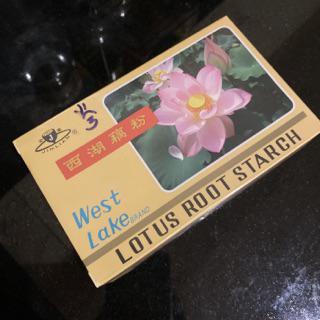 西湖藕粉
West
Lake BRAND
LOTUS ROOT STARCH